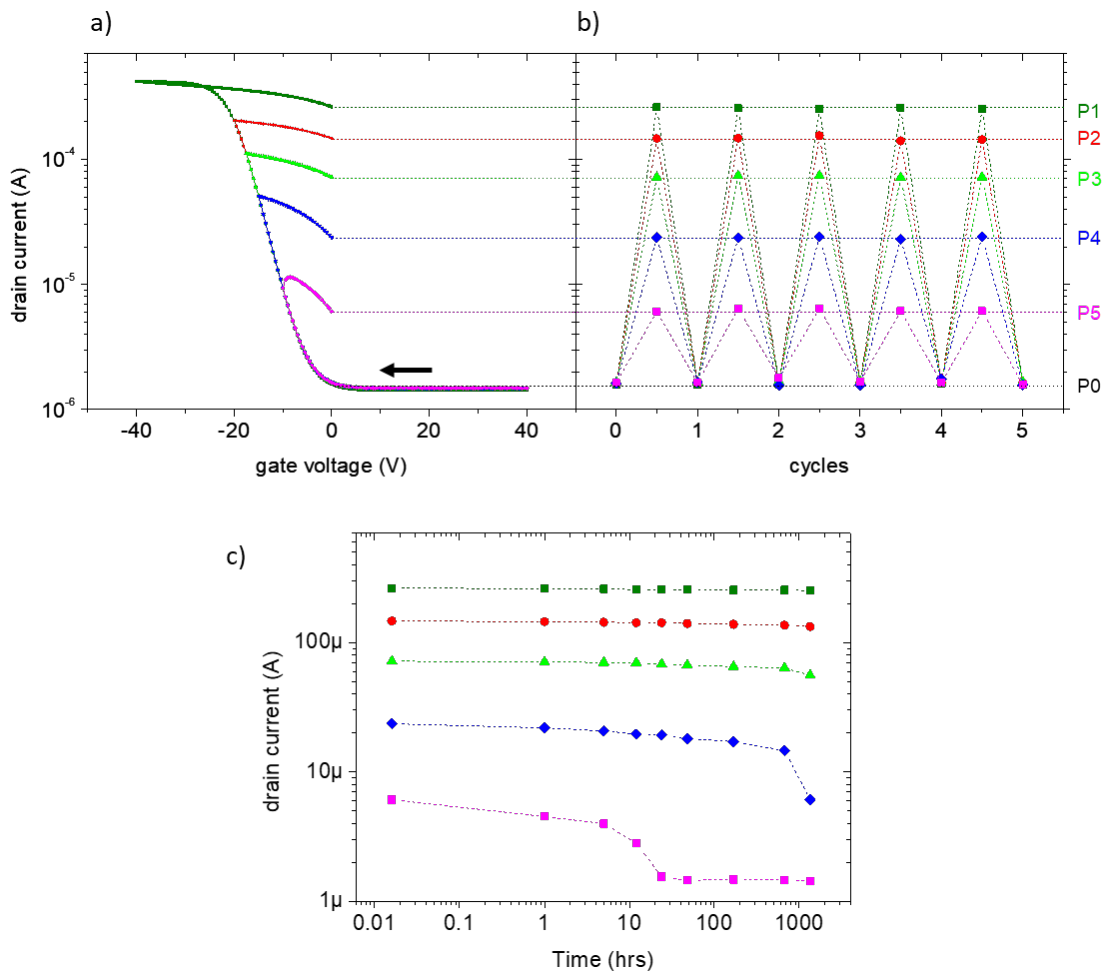 a)
b)
drain current (A)
10⁻⁴
10⁻⁵
10⁻⁶
-40
-20
0
20
40
gate voltage (V)
0
1
2
3
4
5
cycles
P1
P2
P3
P4
P5
P0
c)
drain current (A)
100µ
10µ
1µ
0.01
0.1
1
10
100
1000
Time (hrs)